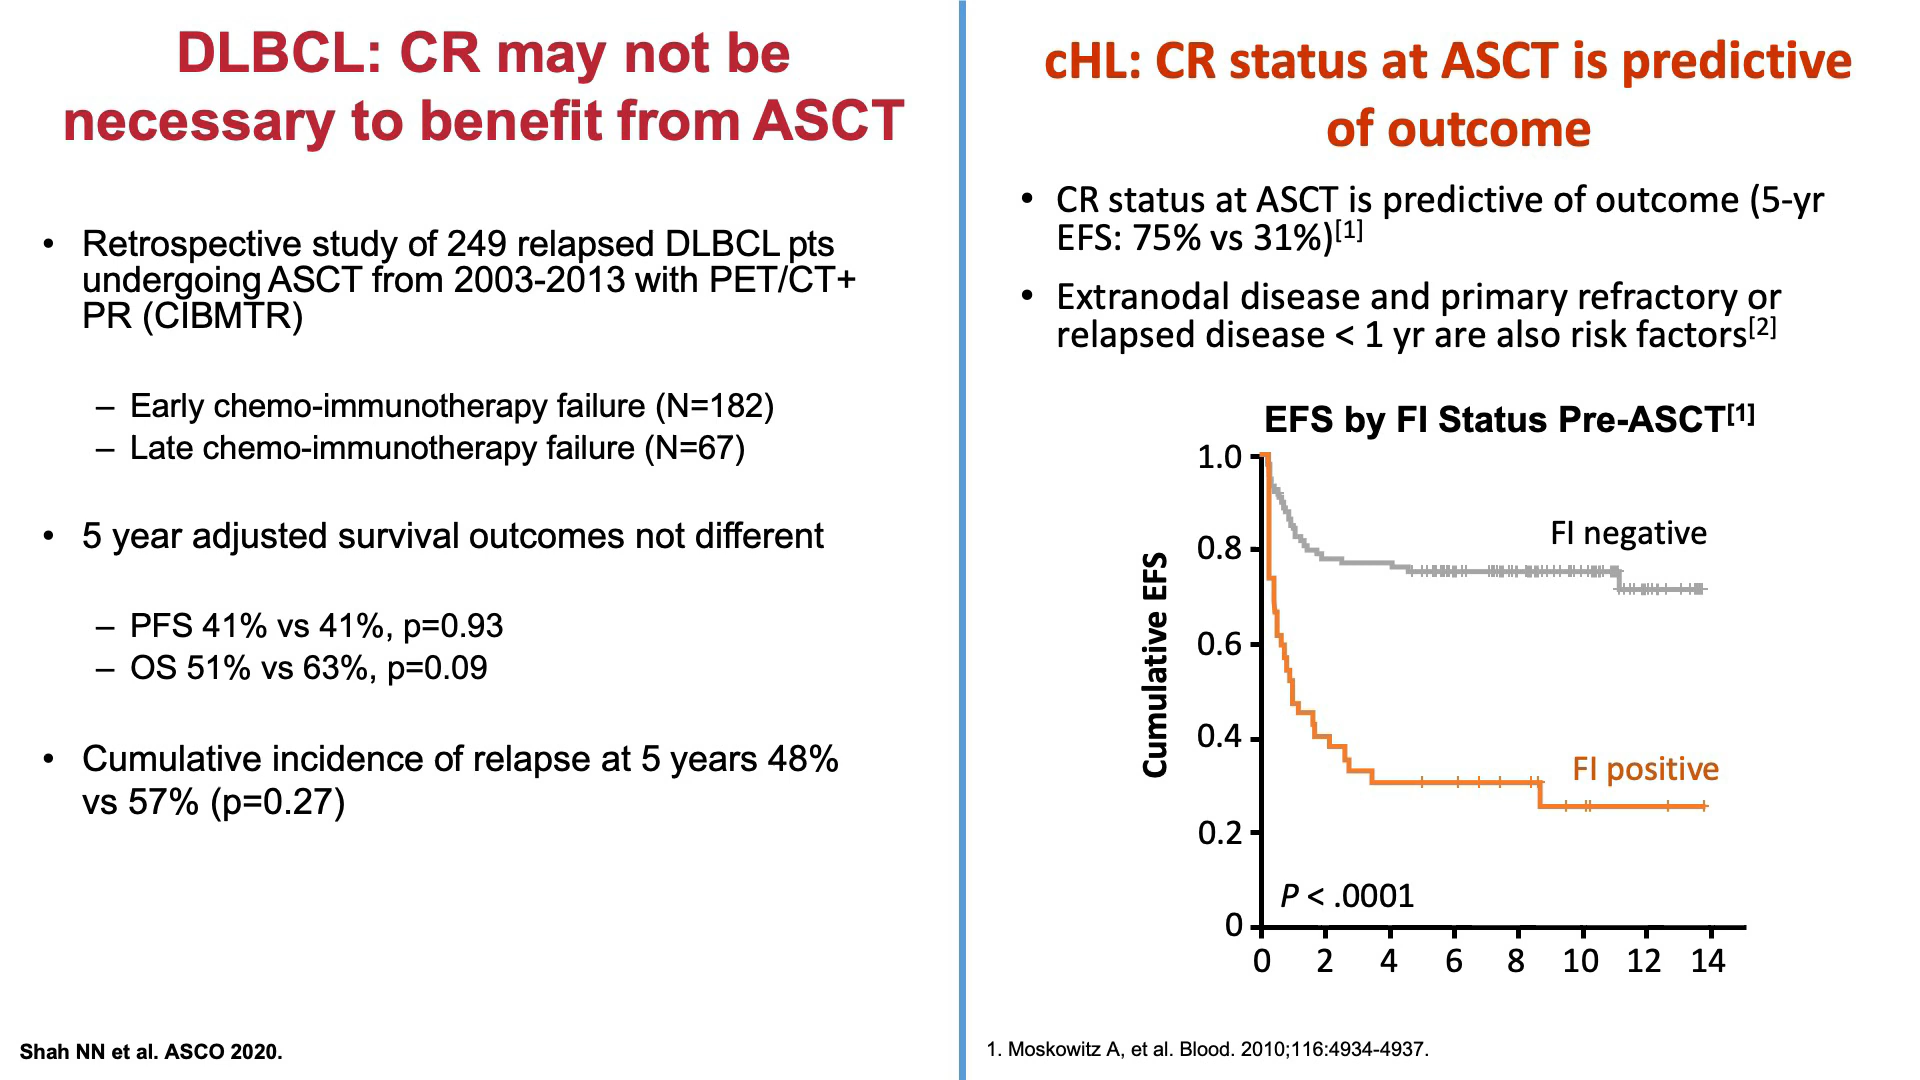 DLBCL: CR may not be
necessary to benefit from ASCT
• Retrospective study of 249 relapsed DLBCL pts
undergoing ASCT from 2003-2013 with PET/CT+
PR (CIBMTR)
– Early chemo-immunotherapy failure (N=182)
– Late chemo-immunotherapy failure (N=67)
• 5 year adjusted survival outcomes not different
– PFS 41% vs 41%, p=0.93
– OS 51% vs 63%, p=0.09
• Cumulative incidence of relapse at 5 years 48%
vs 57% (p=0.27)
Shah NN et al. ASCO 2020.
cHL: CR status at ASCT is predictive
of outcome
• CR status at ASCT is predictive of outcome (5-yr
EFS: 75% vs 31%)[1]
• Extranodal disease and primary refractory or
relapsed disease < 1 yr are also risk factors[2]
EFS by FI Status Pre-ASCT[1]
Cumulative EFS
1.0
0.8
0.6
0.4
0.2
0
FI negative
FI positive
P < .0001
0 2 4 6 8 10 12 14
1. Moskowitz A, et al. Blood. 2010;116:4934-4937.